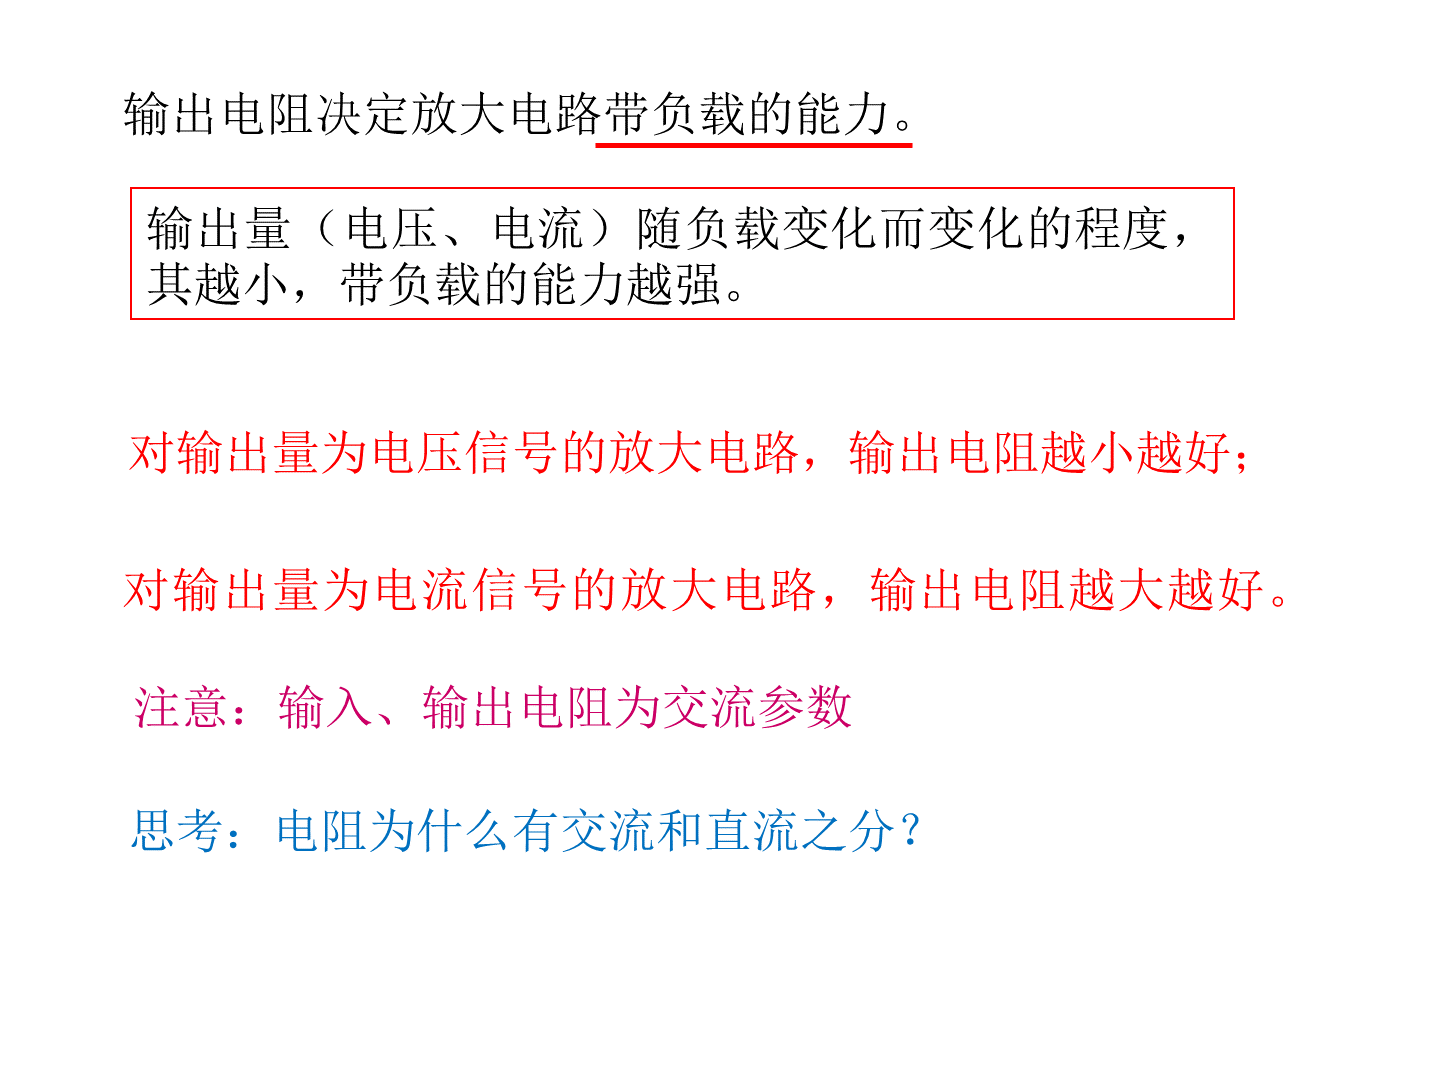 输出电阻决定放大电路带负载的能力。
输出量（电压、电流）随负载变化而变化的程度，
其越小，带负载的能力越强。
对输出量为电压信号的放大电路，输出电阻越小越好；
对输出量为电流信号的放大电路，输出电阻越大越好。
注意：输入、输出电阻为交流参数
思考：电阻为什么有交流和直流之分？